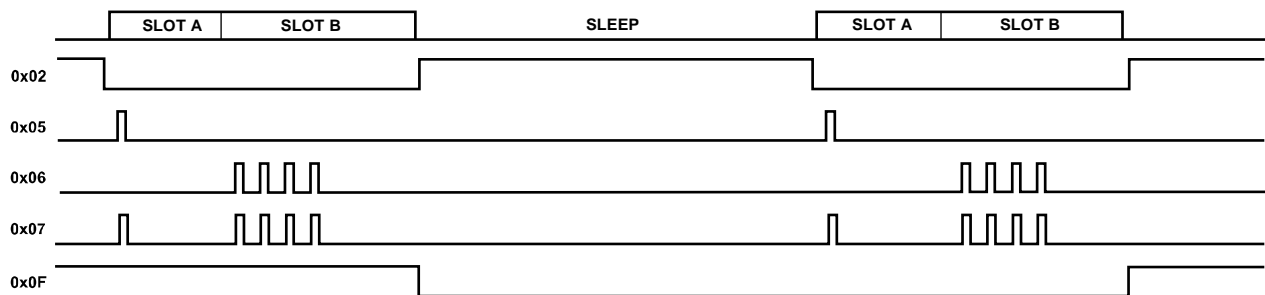 SLOT A SLOT B SLEEP SLOT A SLOT B
0x02
0x05
0x06
0x07
0x0F